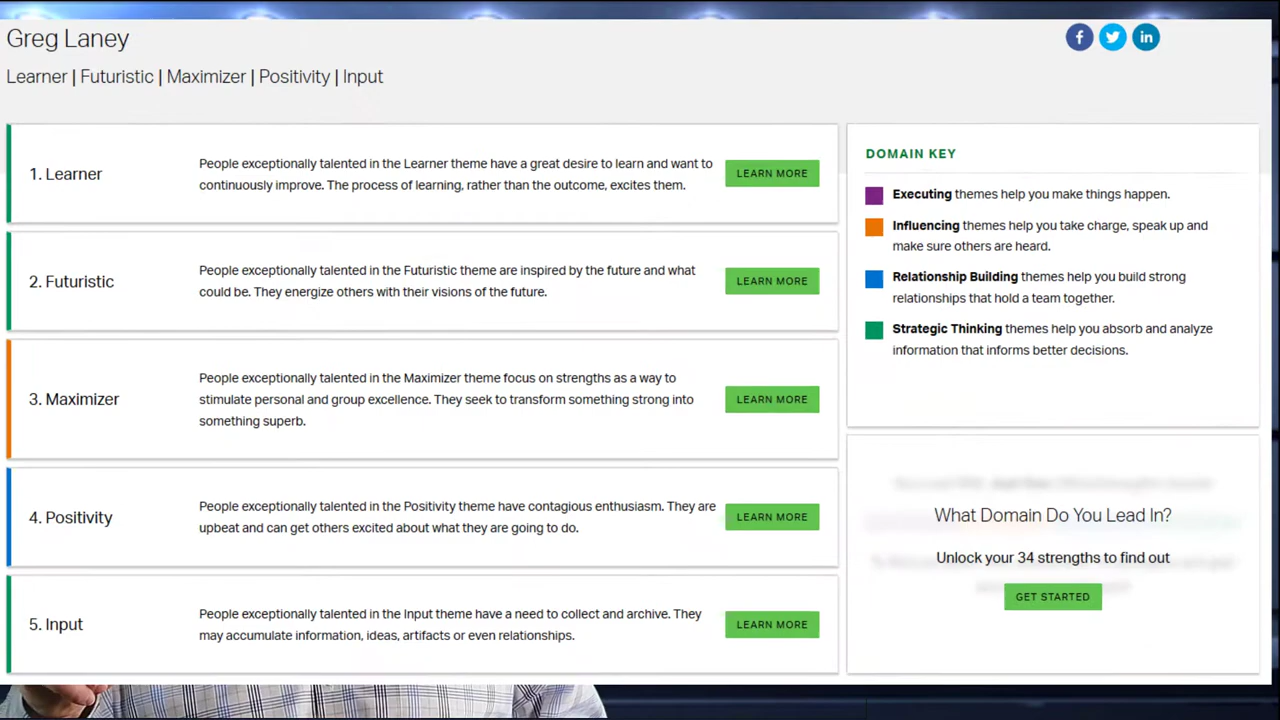 Greg Laney
Learner | Futuristic | Maximizer | Positivity | Input
1. Learner
People exceptionally talented in the Learner theme have a great desire to learn and want to
continuously improve. The process of learning, rather than the outcome, excites them.
LEARN MORE
2. Futuristic
People exceptionally talented in the Futuristic theme are inspired by the future and what
could be. They energize others with their visions of the future.
LEARN MORE
3. Maximizer
People exceptionally talented in the Maximizer theme focus on strengths as a way to
stimulate personal and group excellence. They seek to transform something strong into
something superb.
LEARN MORE
4. Positivity
People exceptionally talented in the Positivity theme have contagious enthusiasm. They are
upbeat and can get others excited about what they are going to do.
LEARN MORE
5. Input
People exceptionally talented in the Input theme have a need to collect and archive. They
may accumulate information, ideas, artifacts or even relationships.
LEARN MORE
DOMAIN KEY
Executing themes help you make things happen.
Influencing themes help you take charge, speak up and
make sure others are heard.
Relationship Building themes help you build strong
relationships that hold a team together.
Strategic Thinking themes help you absorb and analyze
information that informs better decisions.
What Domain Do You Lead In?
Unlock your 34 strengths to find out
GET STARTED